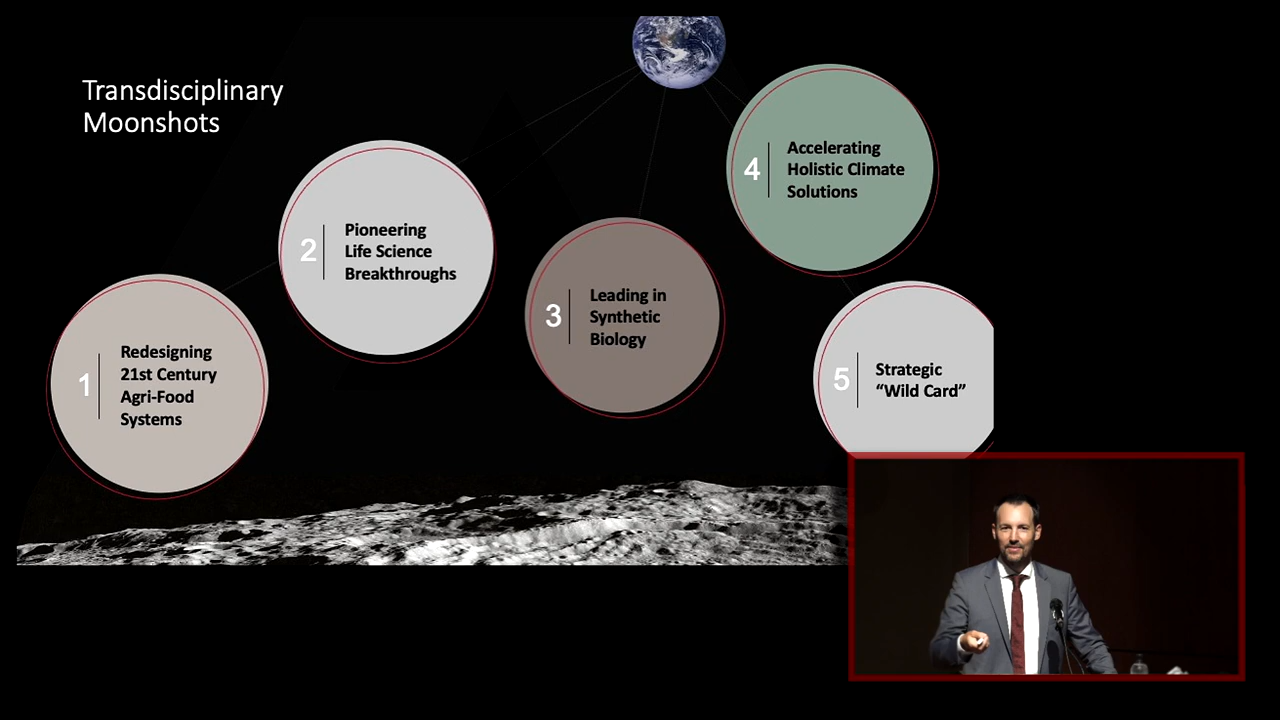 Transdisciplinary
Moonshots
1
Redesigning
21st Century
Agri-Food
Systems
2
Pioneering
Life Science
Breakthroughs
3
Leading in
Synthetic
Biology
4
Accelerating
Holistic Climate
Solutions
5
Strategic
“Wild Card”